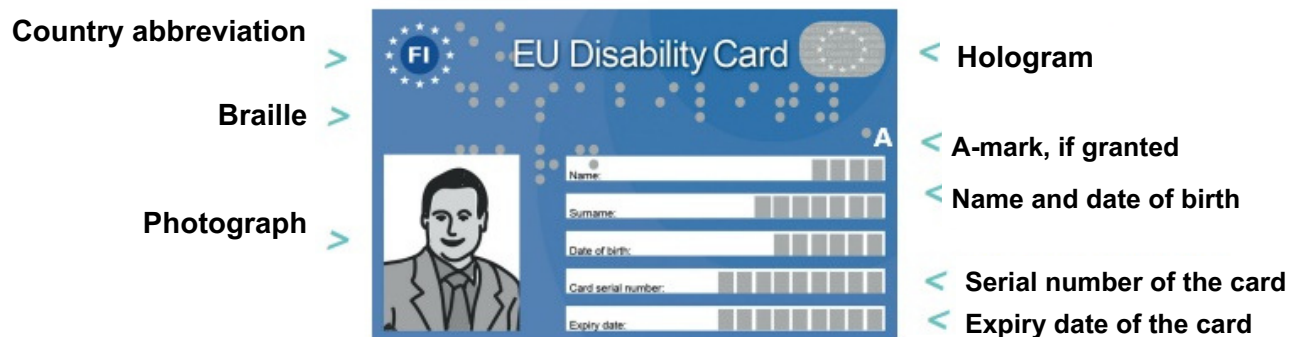 Country abbreviation
Braille
Photograph
FI
EU Disability Card
A
Name:
Surname:
Date of birth:
Card serial number:
Expiry date:
Hologram
A-mark, if granted
Name and date of birth
Serial number of the card
Expiry date of the card